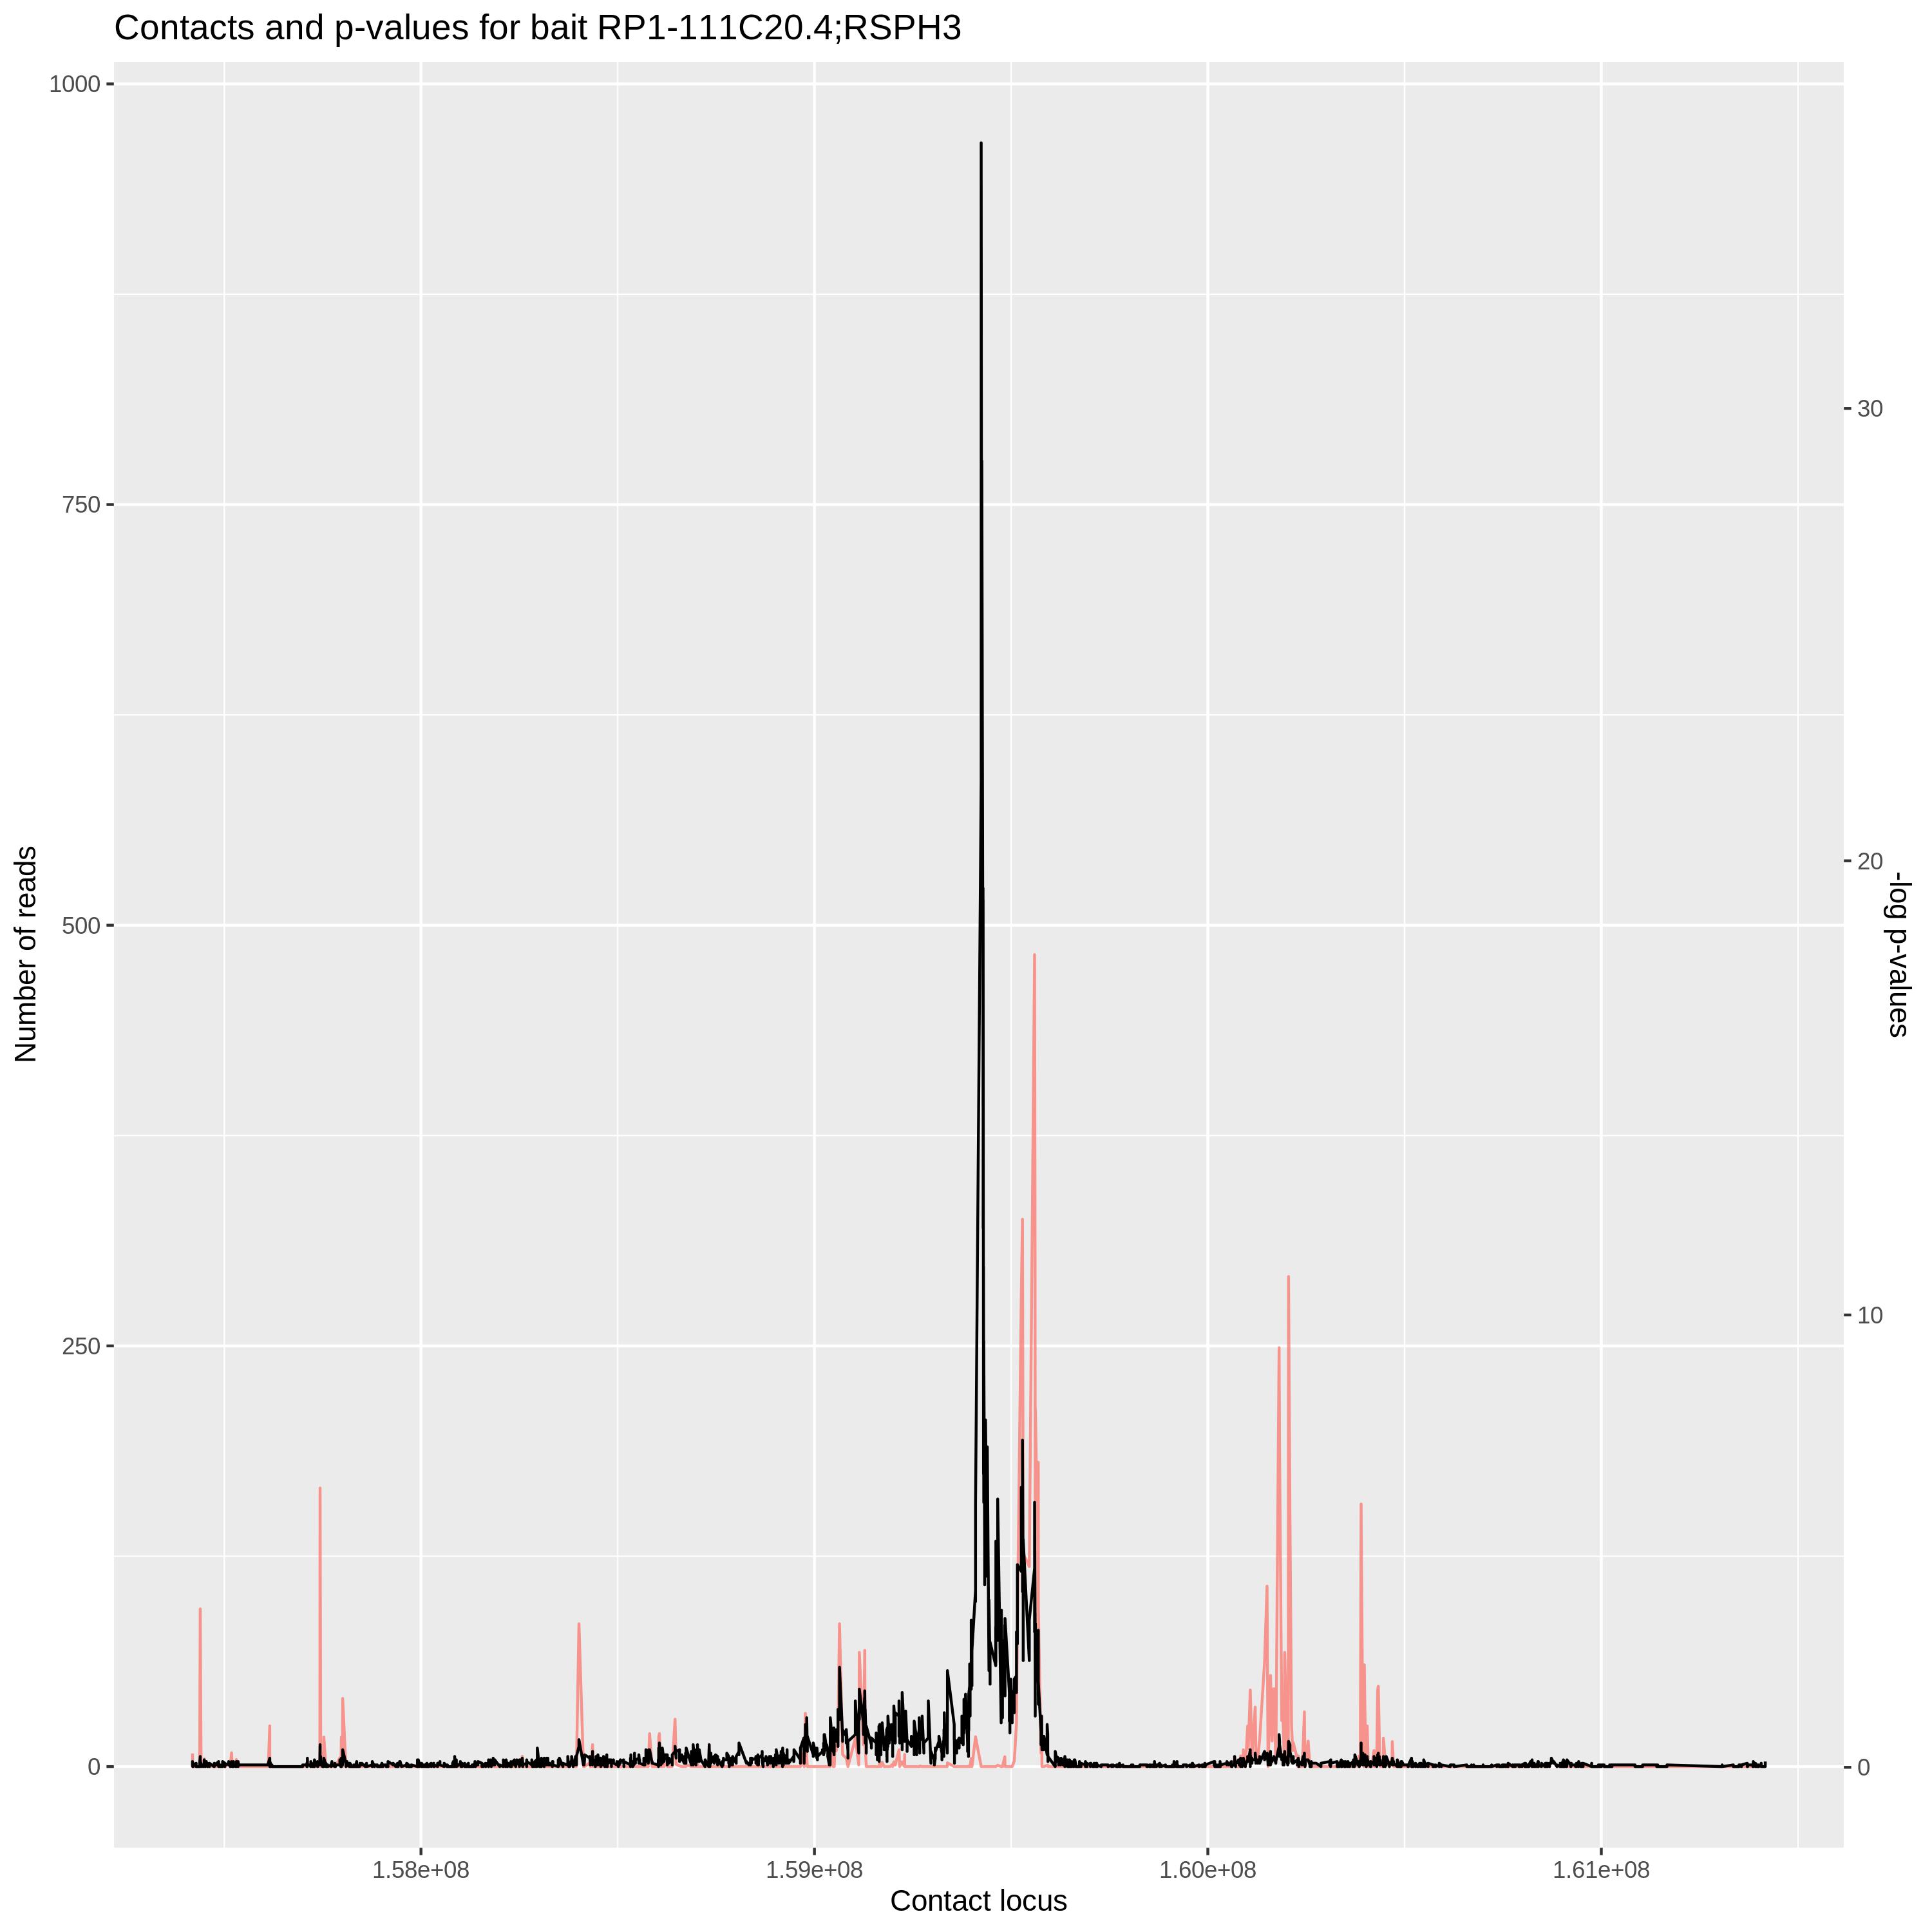 Contacts and p-values for bait RP1-111C20.4;RSPH3
1000
750
500
250
0
Number of reads
30
20
10
0
-log p-values
1.58e+08
1.59e+08
1.60e+08
1.61e+08
Contact locus